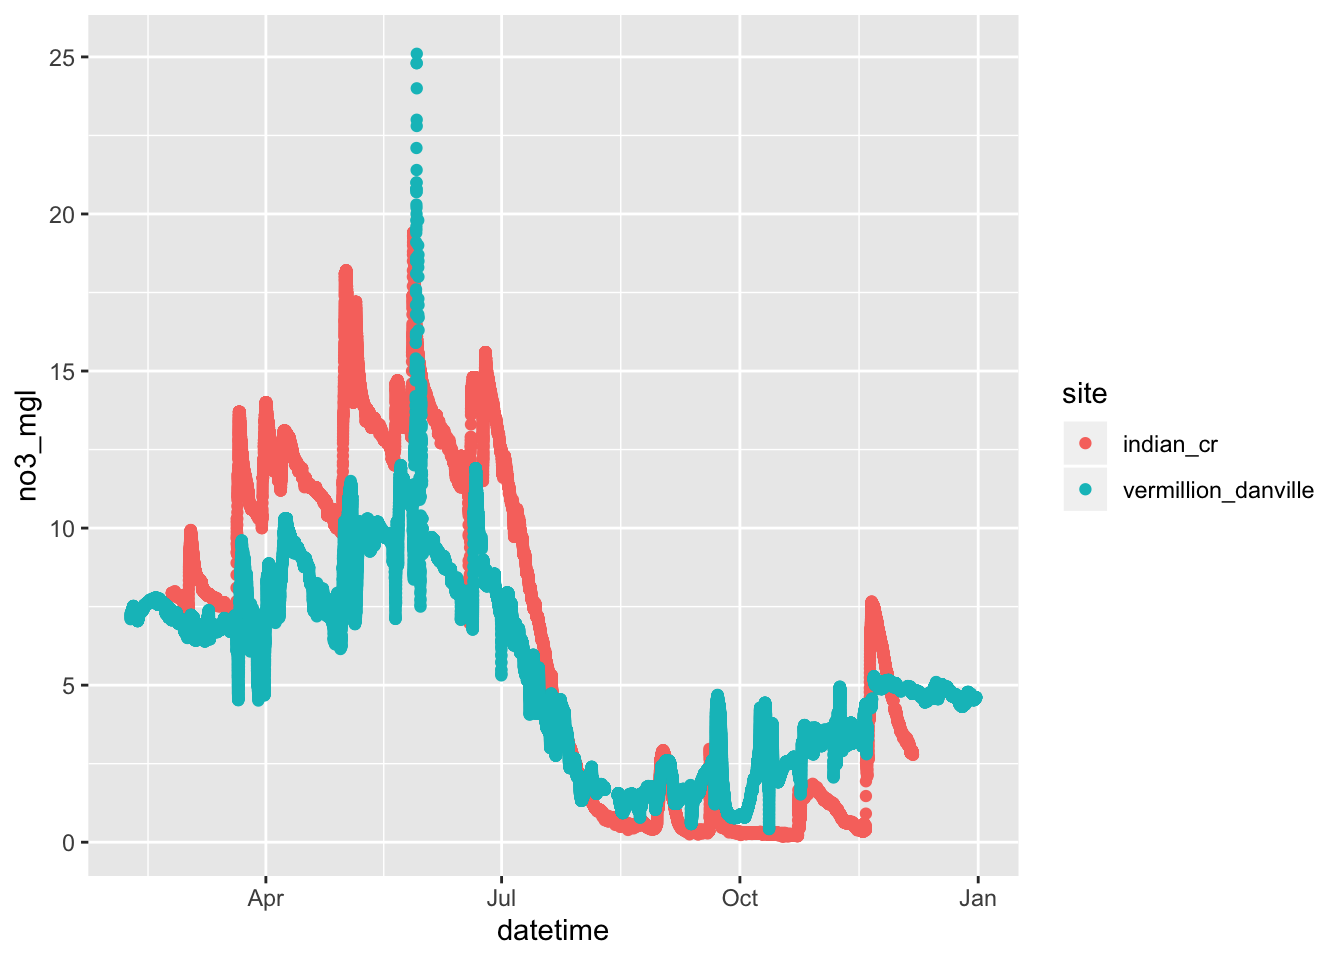 25
20
15
10
5
0
no3_mgl
Apr
Jul
Oct
Jan
datetime
site
indian_cr
vermillion_danville